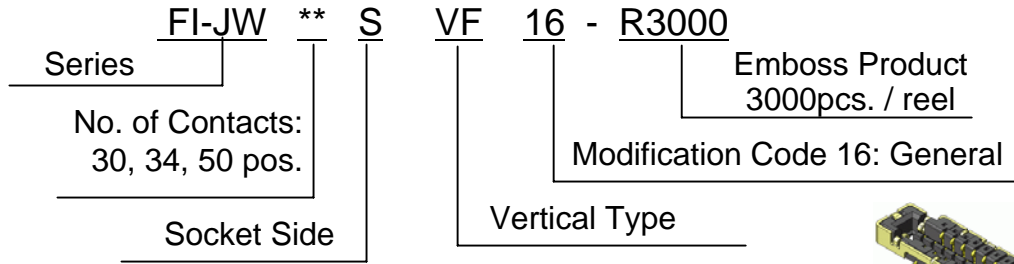 FI-JW ** S VF 16 - R3000
Series
Emboss Product
3000pcs. / reel
No. of Contacts:
30, 34, 50 pos.
Modification Code 16: General
Socket Side
Vertical Type